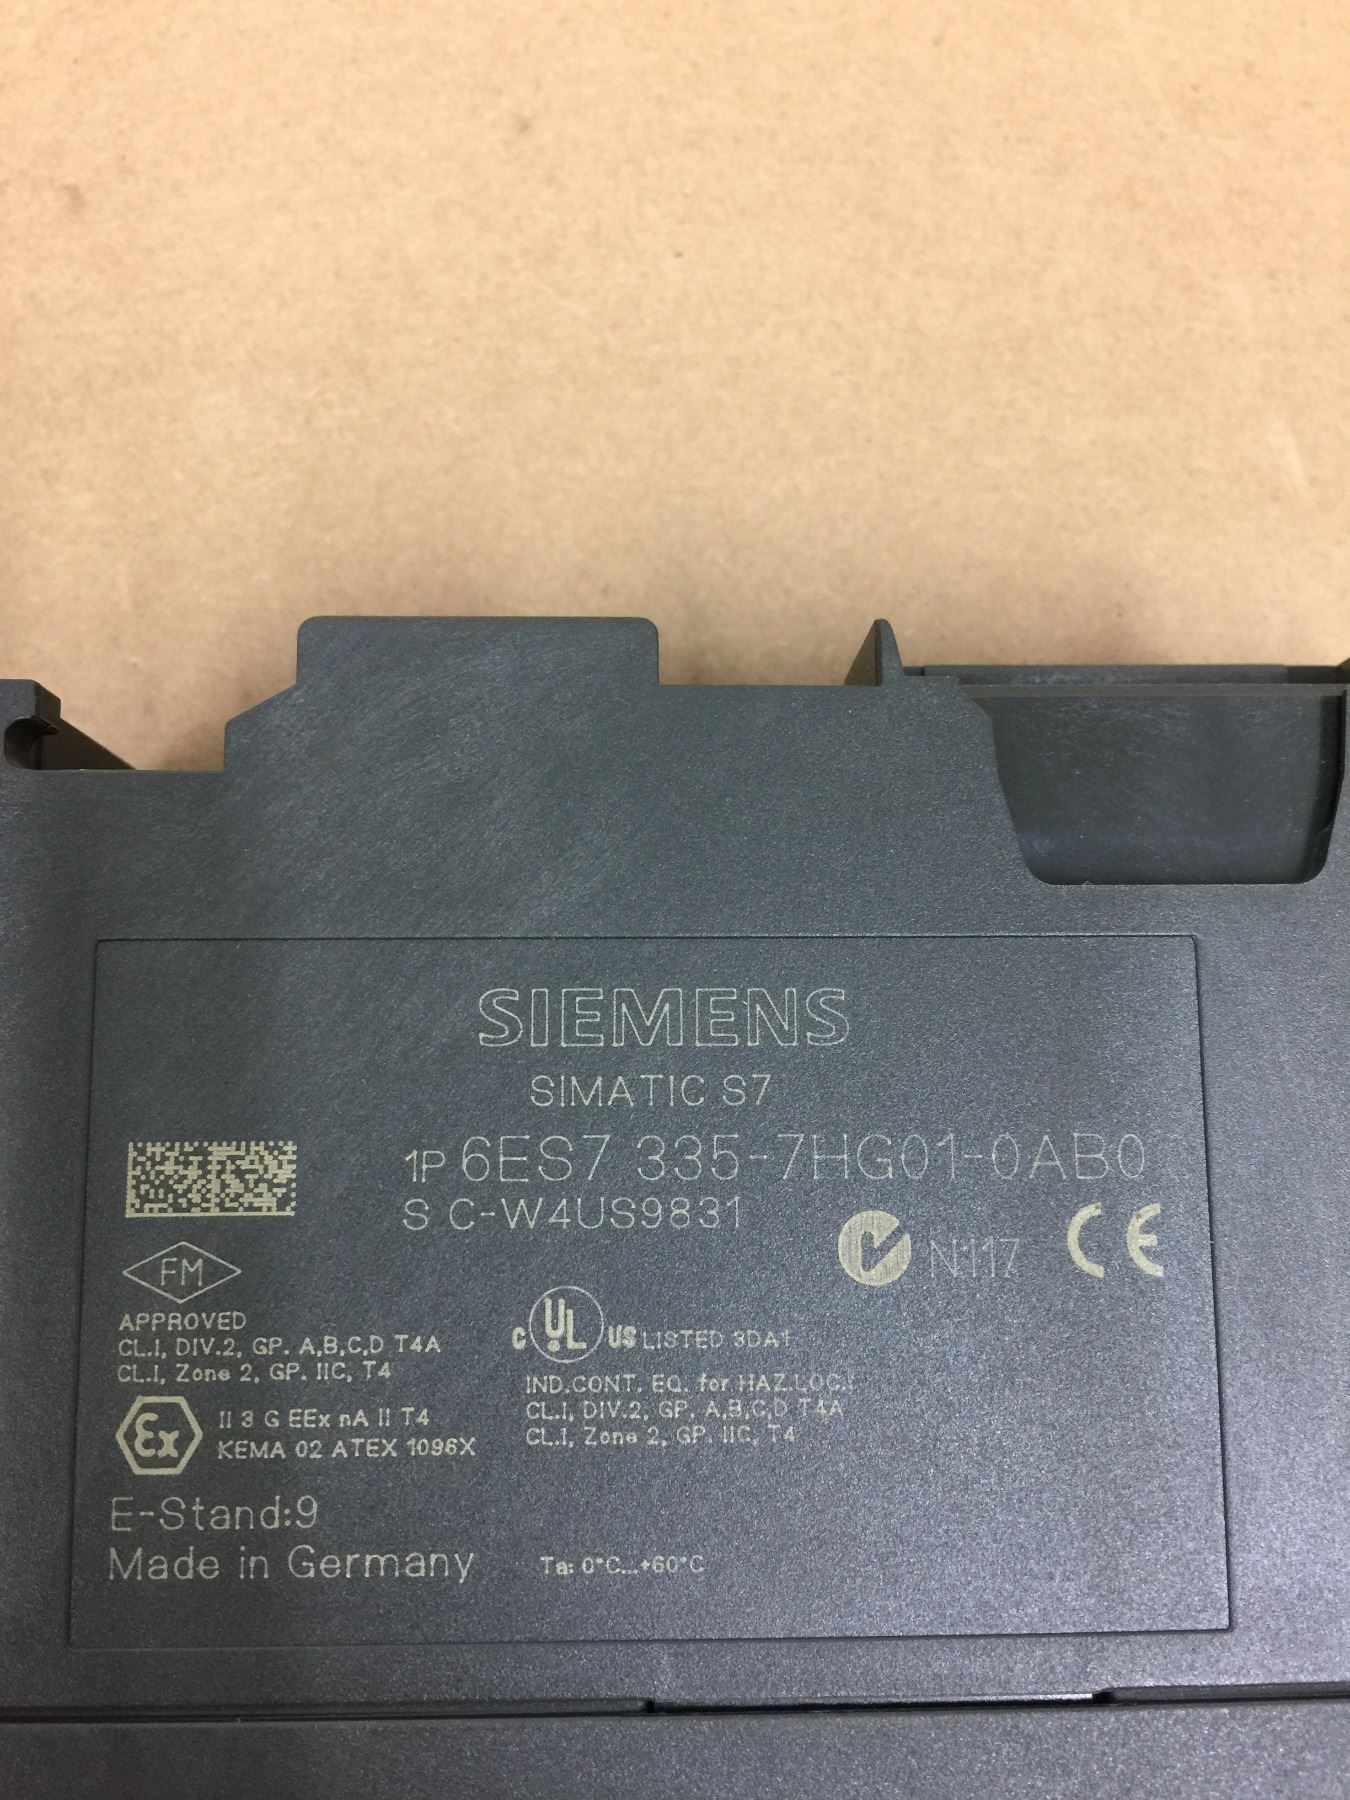 SIEMENS
SIMATIC S7
1P 6ES7 335-7HG01-0AB0
S C-W4US9831
N117 CE
FM
APPROVED
CL.I, DIV.2, GP. A,B,C,D T4A
CL.I, Zone 2, GP. IIC, T4
C UL US LISTED 3DA1
IND.CONT. EQ. for HAZ.LOC.:
CL.I, DIV.2, GP. A,B,C,D T4A
CL.I, Zone 2, GP. IIC, T4
Ex II 3 G EEx nA II T4
KEMA 02 ATEX 1096X
E-Stand:9
Made in Germany
Ta: 0°C...+60°C